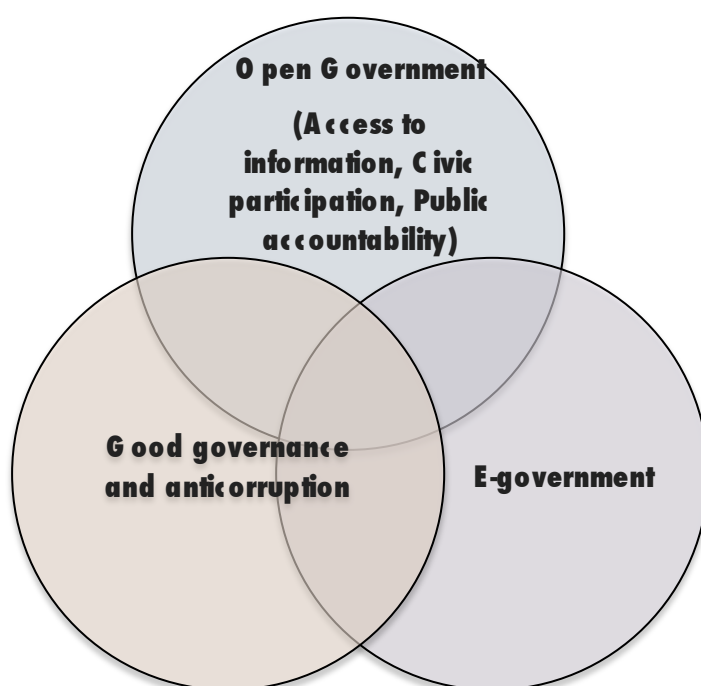 Open Government
(Access to
information, Civic
participation, Public
accountability)
Good governance
and anticorruption
E-government